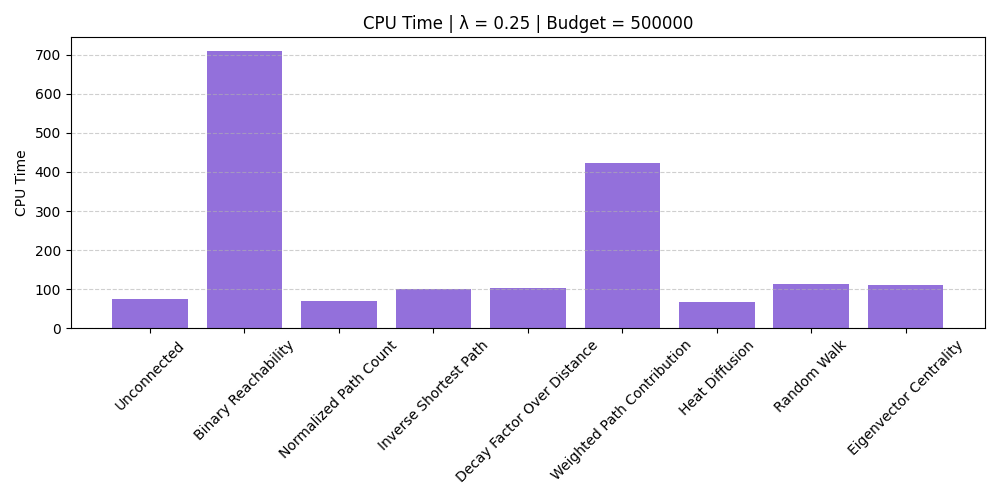 CPU Time | λ = 0.25 | Budget = 500000
CPU Time
700
600
500
400
300
200
100
0
Unconnected
Binary Reachability
Normalized Path Count
Inverse Shortest Path
Decay Factor Over Distance
Weighted Path Contribution
Heat Diffusion
Random Walk
Eigenvector Centrality